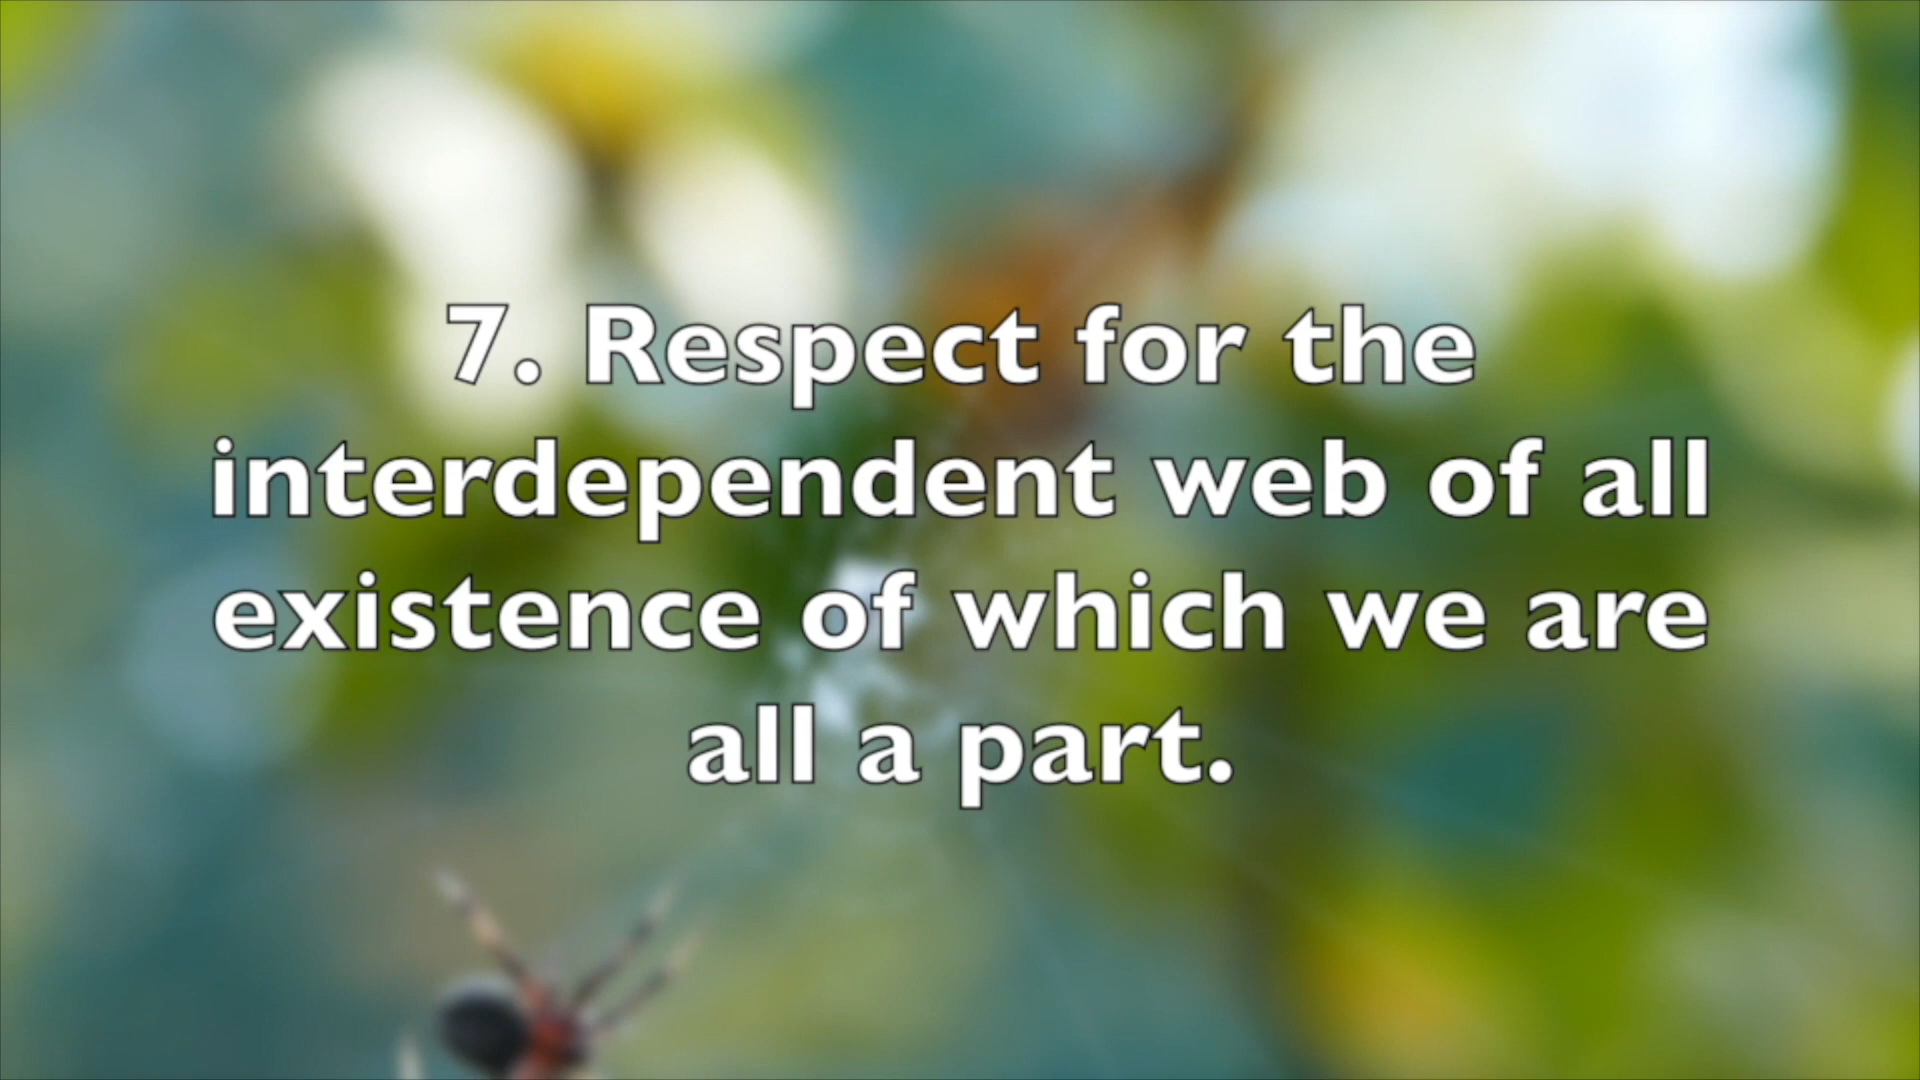 7. Respect for the
interdependent web of all
existence of which we are
all a part.